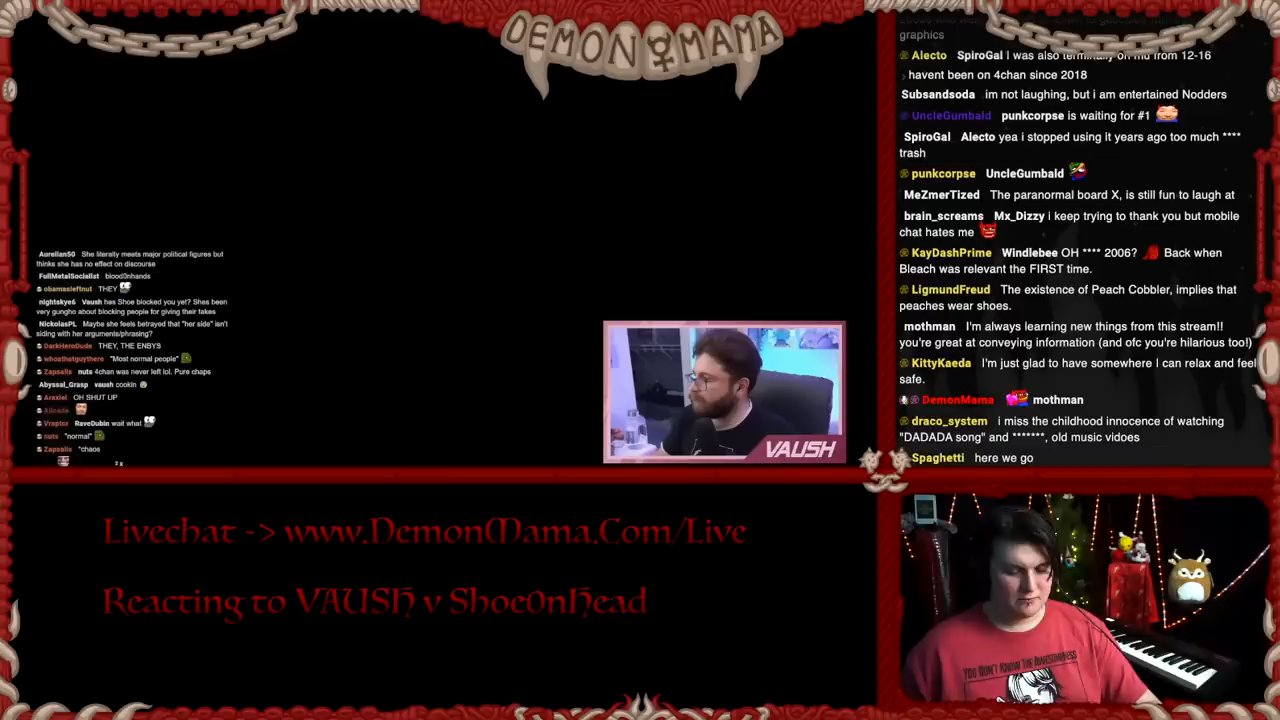 DEMON MAMA
graphics
Alecto SpiroGal I was also terminally on mu from 12-16
havent been on 4chan since 2018
Subsandsoda im not laughing, but i am entertained Nodders
UncleGumbald punkcorpse is waiting for #1
SpiroGal Alecto yea i stopped using it years ago too much ****
trash
punkcorpse UncleGumbald
MeZmerTized The paranormal board X, is still fun to laugh at
brain_screams Mx_Dizzy i keep trying to thank you but mobile
chat hates me
KayDashPrime Windlebee OH **** 2006? Back when
Bleach was relevant the FIRST time.
LigmundFreud The existence of Peach Cobbler, implies that
peaches wear shoes.
mothman I'm always learning new things from this stream!!
you're great at conveying information (and ofc you're hilarious too!)
KittyKaeda I'm just glad to have somewhere I can relax and feel
safe.
DemonMama mothman
draco_system i miss the childhood innocence of watching
"DADADA song" and *******, old music vidoes
Spaghetti here we go
Aurelian50 She literally meets major political figures but
thinks she has no effect on discourse
FullMetalSocialist blood0nhands
obamasleftnut THEY
nightskye6 Vaush has Shoe blocked you yet? Shes been
very gungho about blocking people for giving their takes
NickolasPL Maybe she feels betrayed that "her side" isn't
siding with her arguments/phrasing?
DarkHeroDude THEY, THE ENBYS
whoathatguythere "Most normal people"
Zapsalis nuts 4chan was never left lol. Pure chaps
Abyssal_Grasp vaush cookin
Araxiel OH SHUT UP
Vraptor RaveDubin wait what
nuts "normal"
Zapsalis "chaos
VAUSH
Livechat -> www.DemonMama.Com/Live
Reacting to VAUSH v Shoe0nHead
YOU DON'T KNOW THE AWESOMENESS